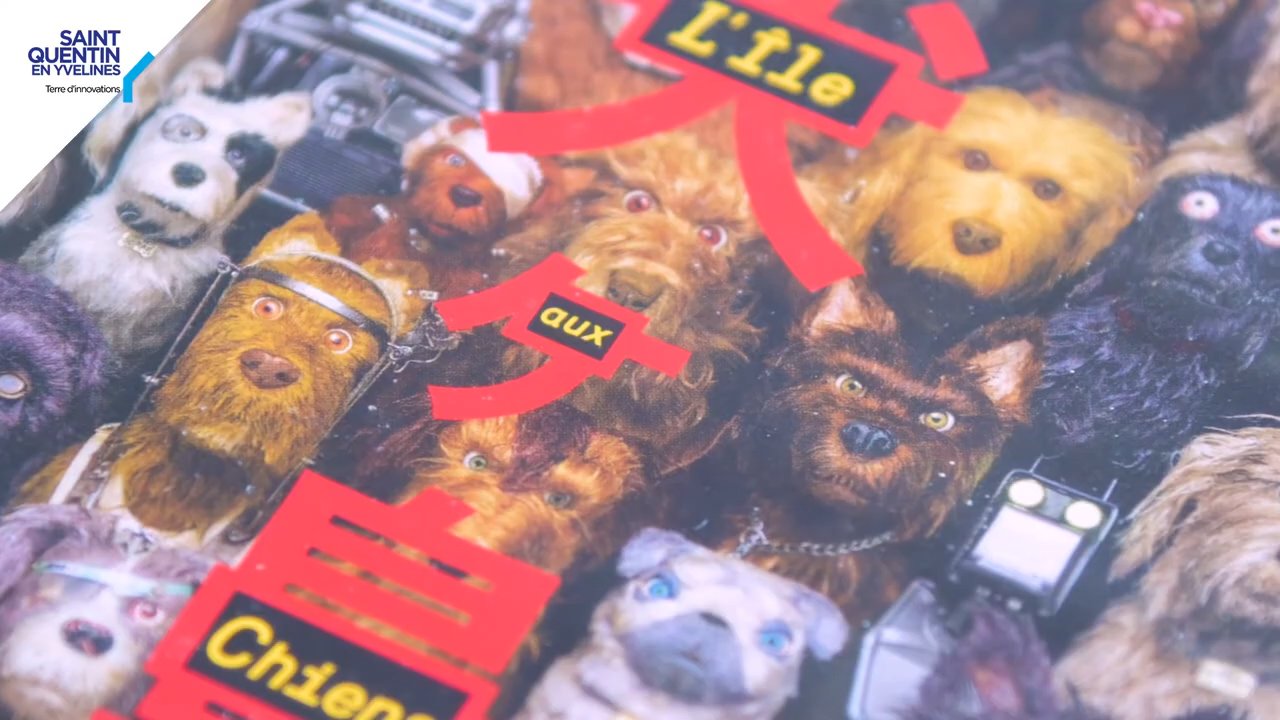 SAINT
QUENTIN
EN YVELINES
Terre d'innovations
L'Île
aux
Chiens